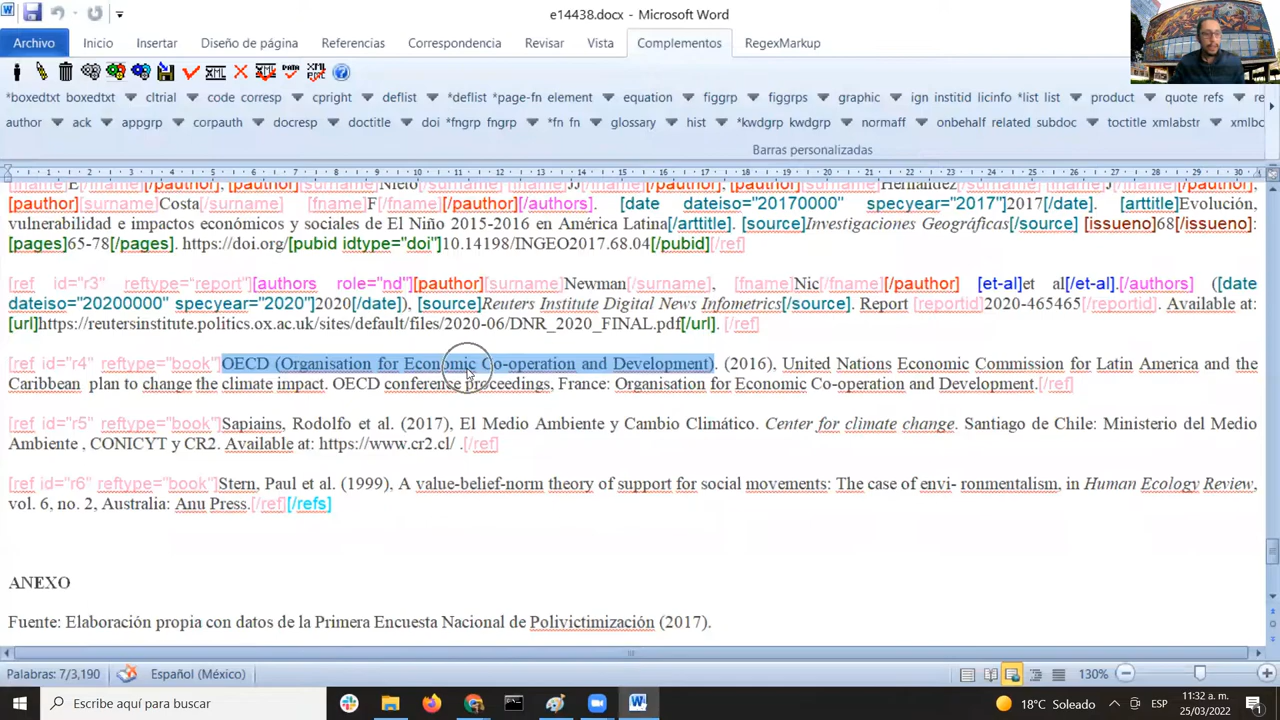 e14438.docx - Microsoft Word
Archivo Inicio Insertar Diseño de página Referencias Correspondencia Revisar Vista Complementos RegexMarkup
*boxedtxt boxedtxt cltrial code corresp cpright deflist *deflist *page-fn element equation figgrp figgrps graphic ign institid licinfo *list list product quote refs re
author ack appgrp corpauth docresp doctitle doi *fngrp fngrp *fn fn glossary hist *kwdgrp kwdgrp normaff onbehalf related subdoc toctitle xmlabstr xmlbc
Barras personalizadas
[fname]E[/pauthor], [pauthor][surname]Nieto[/surname] [fname]JJ[/pauthor], [pauthor][surname]Hernández[/surname]
[pauthor][surname]Costa[/surname] [fname]F[/fname][/pauthor][/authors]. [date dateiso="20170000" specyear="2017"]2017[/date]. [arttitle]Evolución,
vulnerabilidad e impactos económicos y sociales de El Niño 2015-2016 en América Latina[/arttitle]. [source]Investigaciones Geográficas[/source] [issueno]68[/issueno]:
[pages]65-78[/pages]. https://doi.org/[pubid idtype="doi"]10.14198/INGEO2017.68.04[/pubid][/ref]
[ref id="r3" reftype="report"][authors role="nd"][pauthor][surname]Newman[/surname], [fname]Nic[/fname][/pauthor] [et-al]et al[/et-al].[/authors] ([date
dateiso="20200000" specyear="2020"]2020[/date]), [source]Reuters Institute Digital News Infometrics[/source]. Report [reportid]2020-465465[/reportid]. Available at:
[url]https://reutersinstitute.politics.ox.ac.uk/sites/default/files/2020-06/DNR_2020_FINAL.pdf[/url]. [/ref]
[ref id="r4" reftype="book"]OECD (Organisation for Economic Co-operation and Development). (2016), United Nations Economic Commission for Latin America and the
Caribbean plan to change the climate impact. OECD conference Proceedings, France: Organisation for Economic Co-operation and Development.[/ref]
[ref id="r5" reftype="book"]Sapiains, Rodolfo et al. (2017), El Medio Ambiente y Cambio Climático. Center for climate change. Santiago de Chile: Ministerio del Medio
Ambiente , CONICYT y CR2. Available at: https://www.cr2.cl/ .[/ref]
[ref id="r6" reftype="book"]Stern, Paul et al. (1999), A value-belief-norm theory of support for social movements: The case of envi- ronmentalism, in Human Ecology Review,
vol. 6, no. 2, Australia: Anu Press.[/ref][/refs]
ANEXO
Fuente: Elaboración propia con datos de la Primera Encuesta Nacional de Polivictimización (2017).
Palabras: 7/3,190 Español (México) 130%
Escribe aquí para buscar 18°C Soleado ESP 11:32 a. m.
25/03/2022